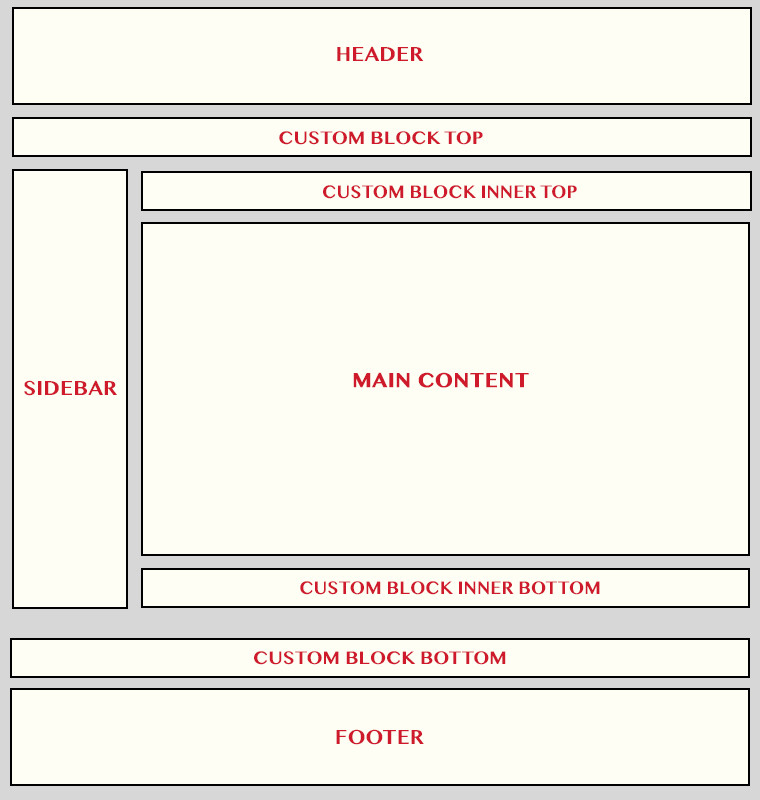 HEADER
CUSTOM BLOCK TOP
CUSTOM BLOCK INNER TOP
SIDEBAR
MAIN CONTENT
CUSTOM BLOCK INNER BOTTOM
CUSTOM BLOCK BOTTOM
FOOTER